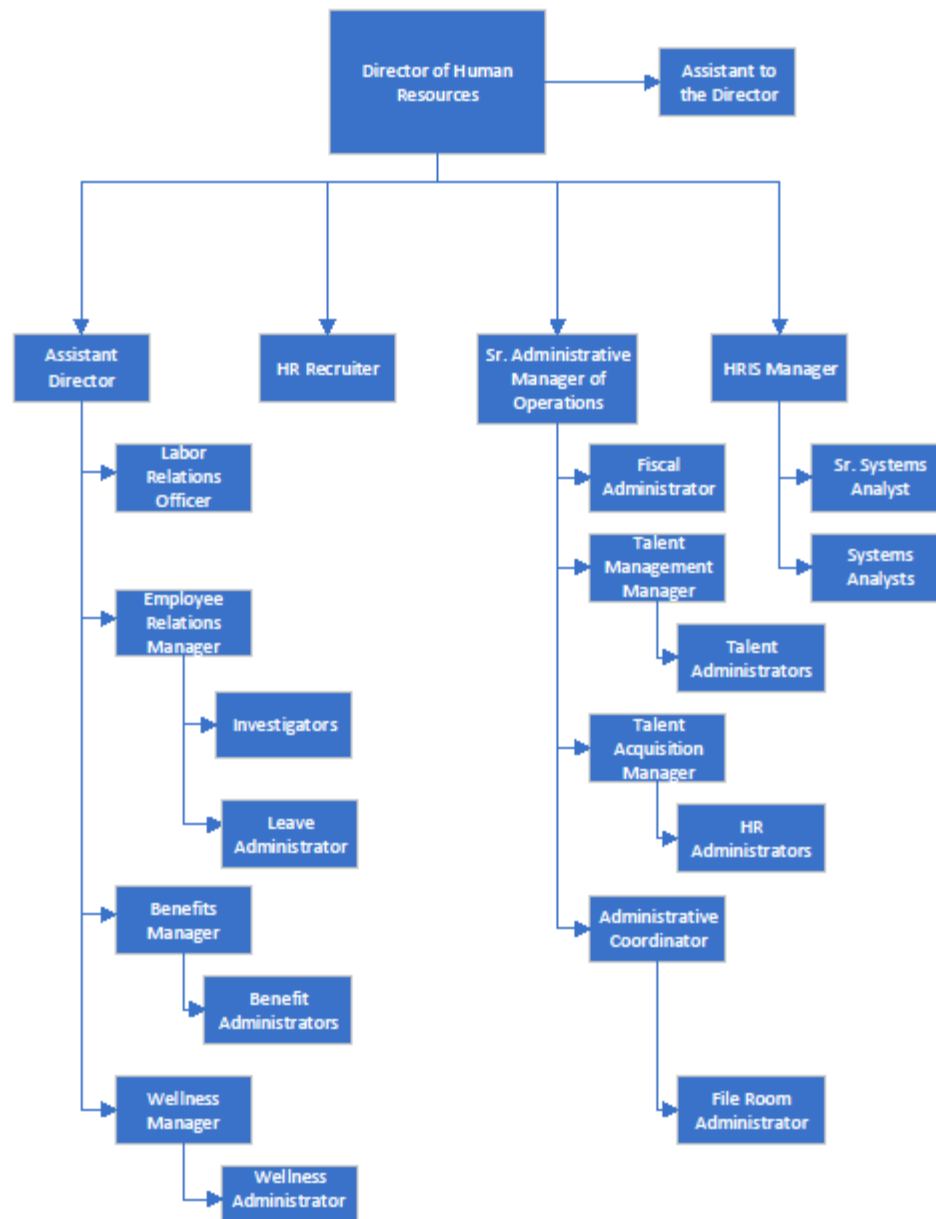 Director of Human
Resources
Assistant to
the Director
Assistant
Director
HR Recruiter
Sr. Administrative
Manager of
Operations
HRIS Manager
Labor
Relations
Officer
Employee
Relations
Manager
Investigators
Leave
Administrator
Benefits
Manager
Benefit
Administrators
Wellness
Manager
Wellness
Administrator
Fiscal
Administrator
Talent
Management
Manager
Talent
Administrators
Talent
Acquisition
Manager
HR
Administrators
Administrative
Coordinator
File Room
Administrator
Sr. Systems
Analyst
Systems
Analysts